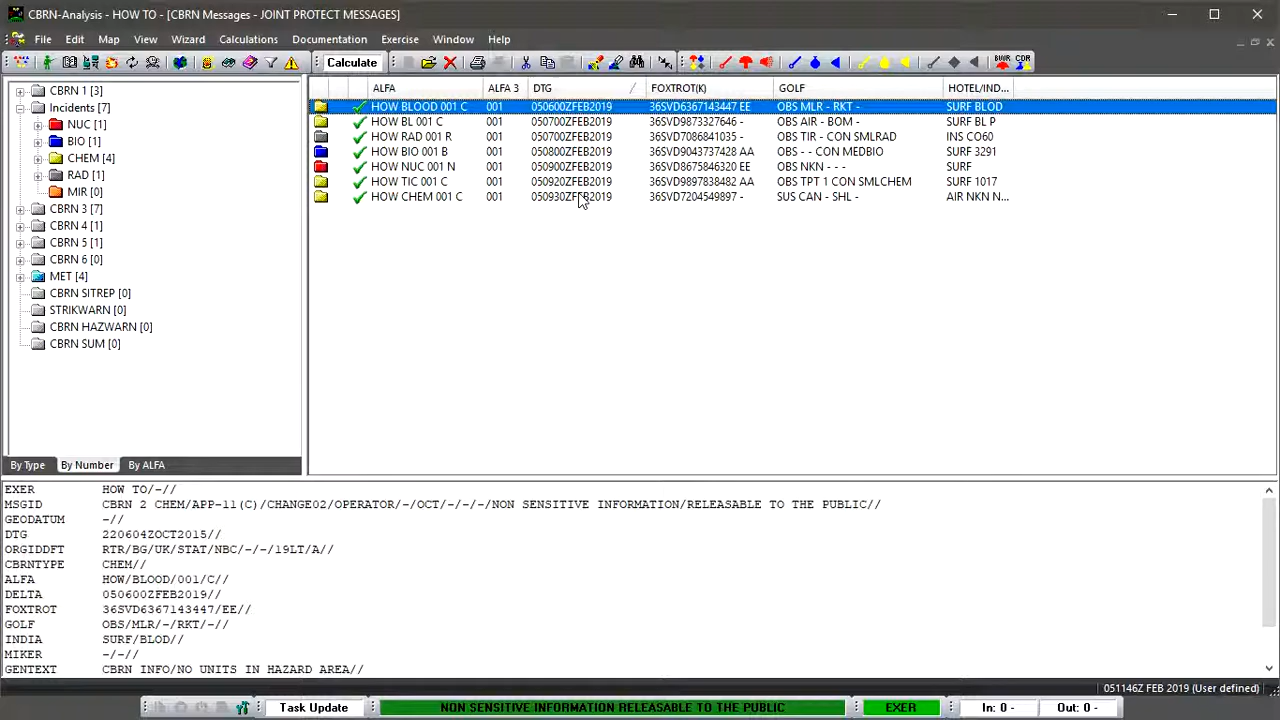 CBRN-Analysis - HOW TO - [CBRN Messages - JOINT PROTECT MESSAGES]
File Edit Map View Wizard Calculations Documentation Exercise Window Help
Calculate BWR CDR
CBRN 1 [3]
Incidents [7]
NUC [1]
BIO [1]
CHEM [4]
RAD [1]
MIR [0]
CBRN 3 [7]
CBRN 4 [1]
CBRN 5 [1]
CBRN 6 [0]
MET [4]
CBRN SITREP [0]
STRIKWARN [0]
CBRN HAZWARN [0]
CBRN SUM [0]
By Type By Number By ALFA
ALFA ALFA 3 DTG FOXTROT(K) GOLF HOTEL/IND...
HOW BLOOD 001 C 001 050600ZFEB2019 36SVD6367143447 EE OBS MLR - RKT - SURF BLOD
HOW BL 001 C 001 050700ZFEB2019 36SVD9873327646 - OBS AIR - BOM - SURF BL P
HOW RAD 001 R 001 050700ZFEB2019 36SVD7086841035 - OBS TIR - CON SMLRAD INS CO60
HOW BIO 001 B 001 050800ZFEB2019 36SVD9043737428 AA OBS - - CON MEDBIO SURF 3291
HOW NUC 001 N 001 050900ZFEB2019 36SVD8675846320 EE OBS NKN - - - SURF
HOW TIC 001 C 001 050920ZFEB2019 36SVD9897838482 AA OBS TPT 1 CON SMLCHEM SURF 1017
HOW CHEM 001 C 001 050930ZFEB2019 36SVD7204549897 - SUS CAN - SHL - AIR NKN N...
EXER HOW TO/-//
MSGID CBRN 2 CHEM/APP-11(C)/CHANGE02/OPERATOR/-/OCT/-/-/-/NON SENSITIVE INFORMATION/RELEASABLE TO THE PUBLIC//
GEODATUM -//
DTG 220604ZOCT2015//
ORGIDDFT RTR/BG/UK/STAT/NBC/-/-/19LT/A//
CBRNTYPE CHEM//
ALFA HOW/BLOOD/001/C//
DELTA 050600ZFEB2019//
FOXTROT 36SVD6367143447/EE//
GOLF OBS/MLR/-/RKT/-//
INDIA SURF/BLOD//
MIKER -/-//
GENTEXT CBRN INFO/NO UNITS IN HAZARD AREA//
051146Z FEB 2019 (User defined)
Task Update NON SENSITIVE INFORMATION RELEASABLE TO THE PUBLIC EXER In: 0 - Out: 0 -